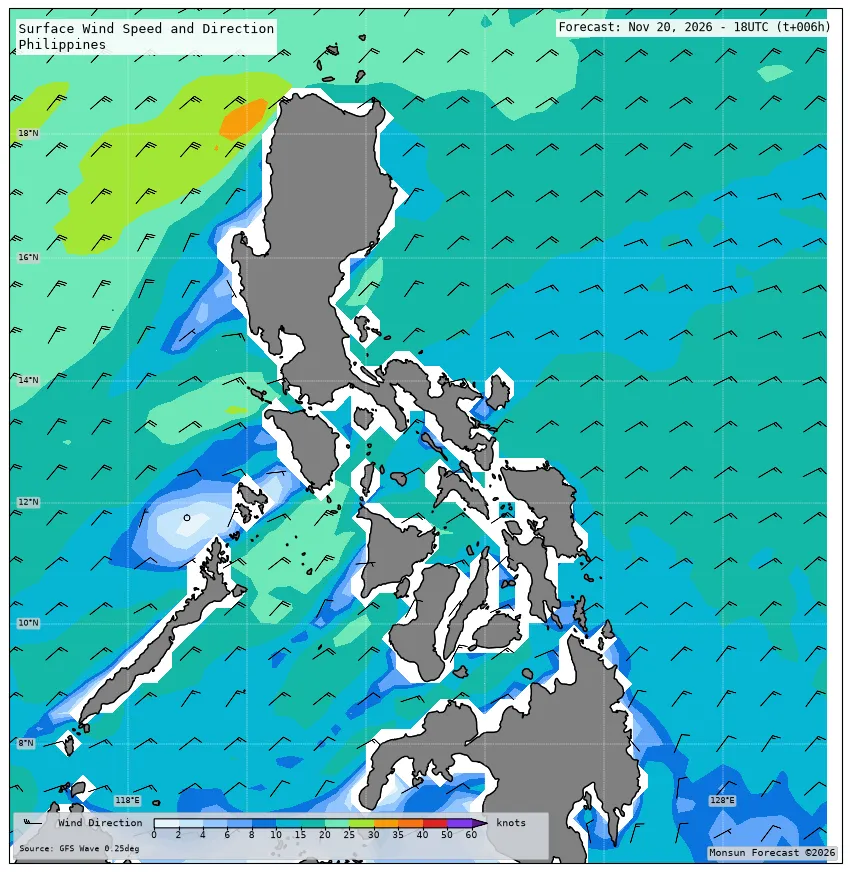 Surface Wind Speed and Direction
Philippines
Forecast: Nov 20, 2026 - 18UTC (t+006h)
18°N
16°N
14°N
12°N
10°N
8°N
118°E
128°E
Wind Direction
knots
0 2 4 6 8 10 15 20 25 30 35 40 50 60
Source: GFS Wave 0.25deg
Monsun Forecast ©2026